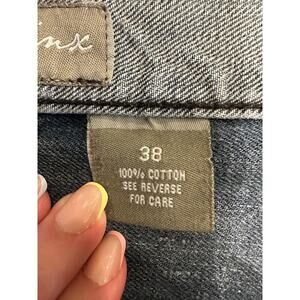 38
100% COTTON
SEE REVERSE
FOR CARE